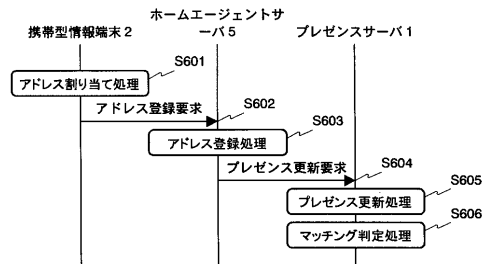 携帯型情報端末2
ホームエージェントサ
ーバ5
プレゼンスサーバ1
S601
アドレス割り当て処理
アドレス登録要求
S602
S603
アドレス登録処理
プレゼンス更新要求
S604
S605
プレゼンス更新処理
S606
マッチング判定処理